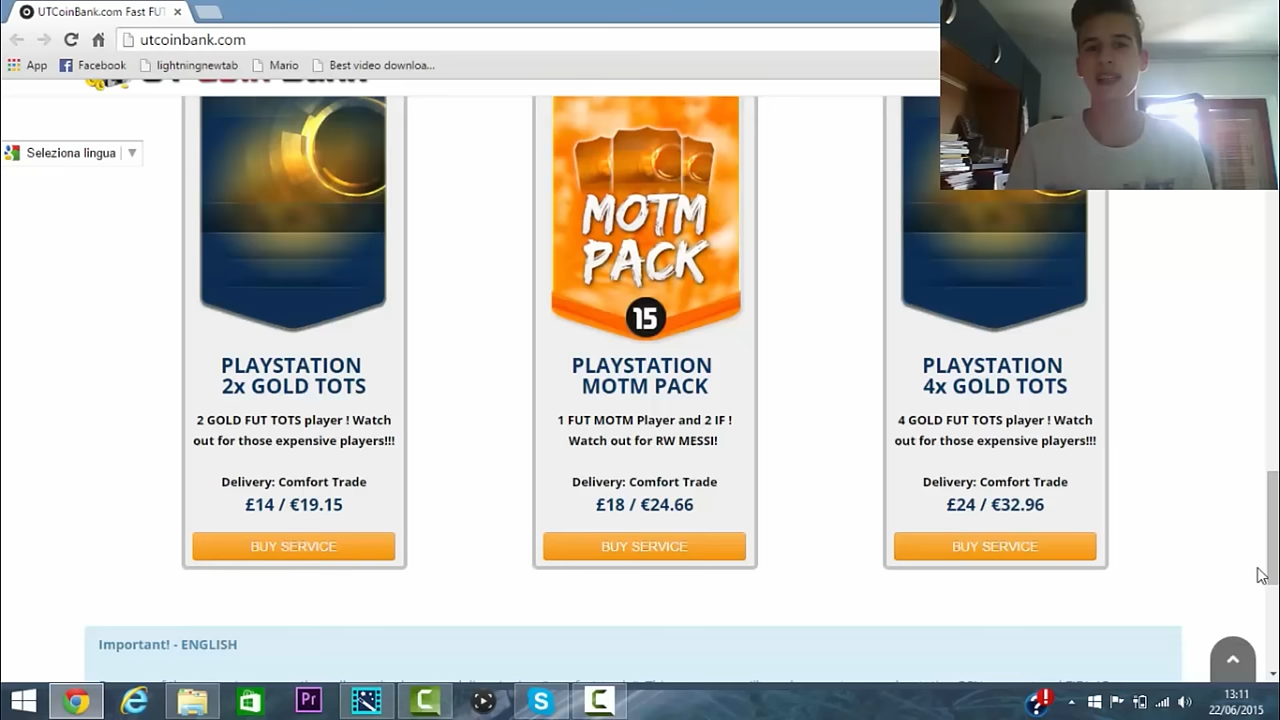 UTCoinBank.com Fast FU
utcoinbank.com
App
Facebook
lightningnewtab
Mario
Best video downloa...
Seleziona lingua
MOTM
PACK
15
PLAYSTATION
2x GOLD TOTS
2 GOLD FUT TOTS player ! Watch
out for those expensive players!!!
Delivery: Comfort Trade
£14 / €19.15
BUY SERVICE
PLAYSTATION
MOTM PACK
1 FUT MOTM Player and 2 IF !
Watch out for RW MESSI!
Delivery: Comfort Trade
£18 / €24.66
BUY SERVICE
PLAYSTATION
4x GOLD TOTS
4 GOLD FUT TOTS player ! Watch
out for those expensive players!!!
Delivery: Comfort Trade
£24 / €32.96
BUY SERVICE
Important! - ENGLISH
Pr
13:11
22/06/2015